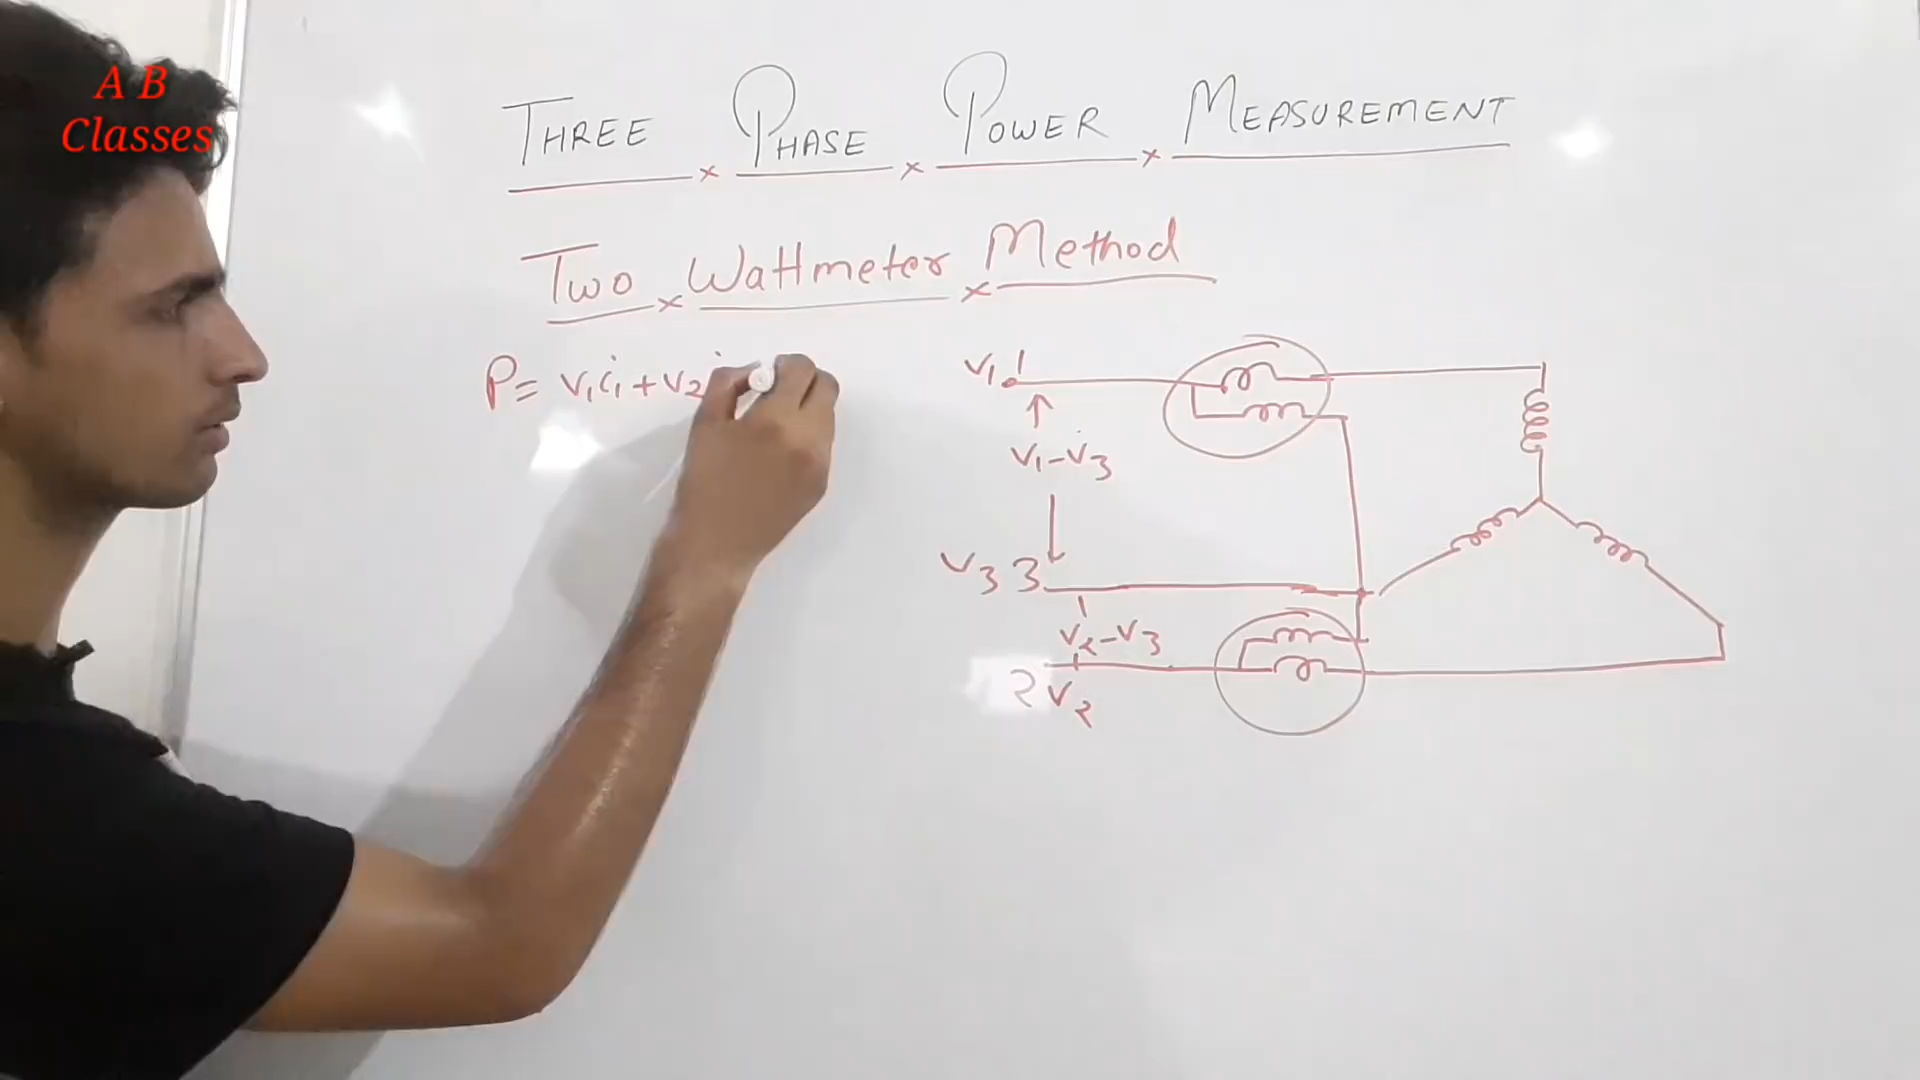 A B
Classes
THREE PHASE POWER MEASUREMENT
Two Wattmeter Method
P = v₁i₁ + v₂i
v₁ 1
v₁-v₃
v₃ 3
v₂-v₃
2 v₂